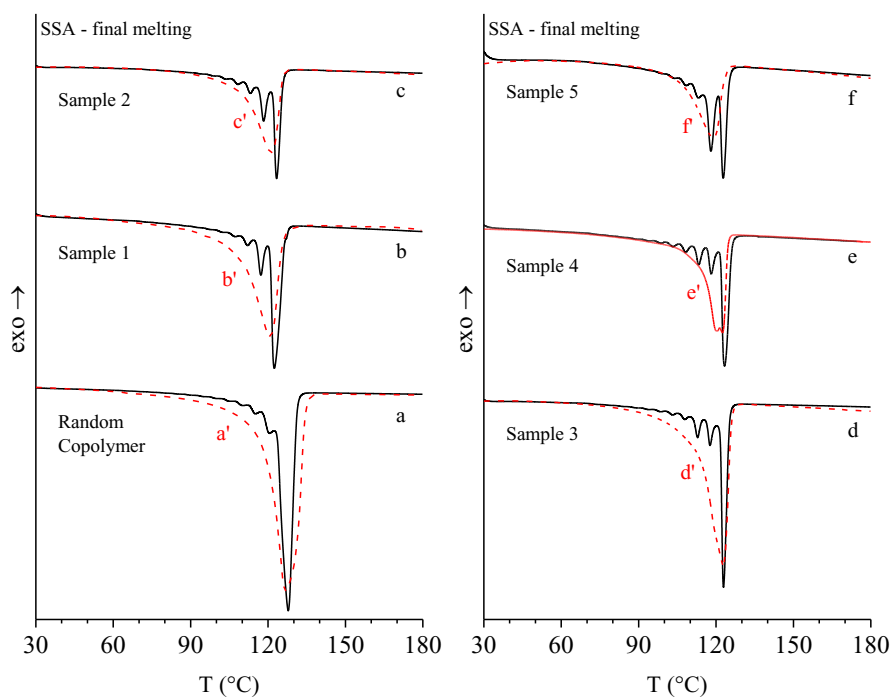 SSA - final melting
Sample 2
c
c'
Sample 1
b
b'
Random
Copolymer
a
a'
exo →
30 60 90 120 150 180
T (°C)
SSA - final melting
Sample 5
f
f'
Sample 4
e
e'
Sample 3
d
d'
exo →
30 60 90 120 150 180
T (°C)